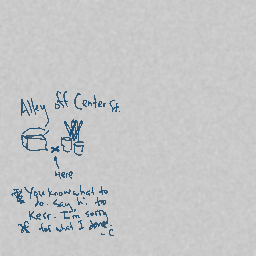 Alley off Center St.
Here
* You know what to
do. Say hi to
Kerr. I'm sorry
* for what I done!
- C